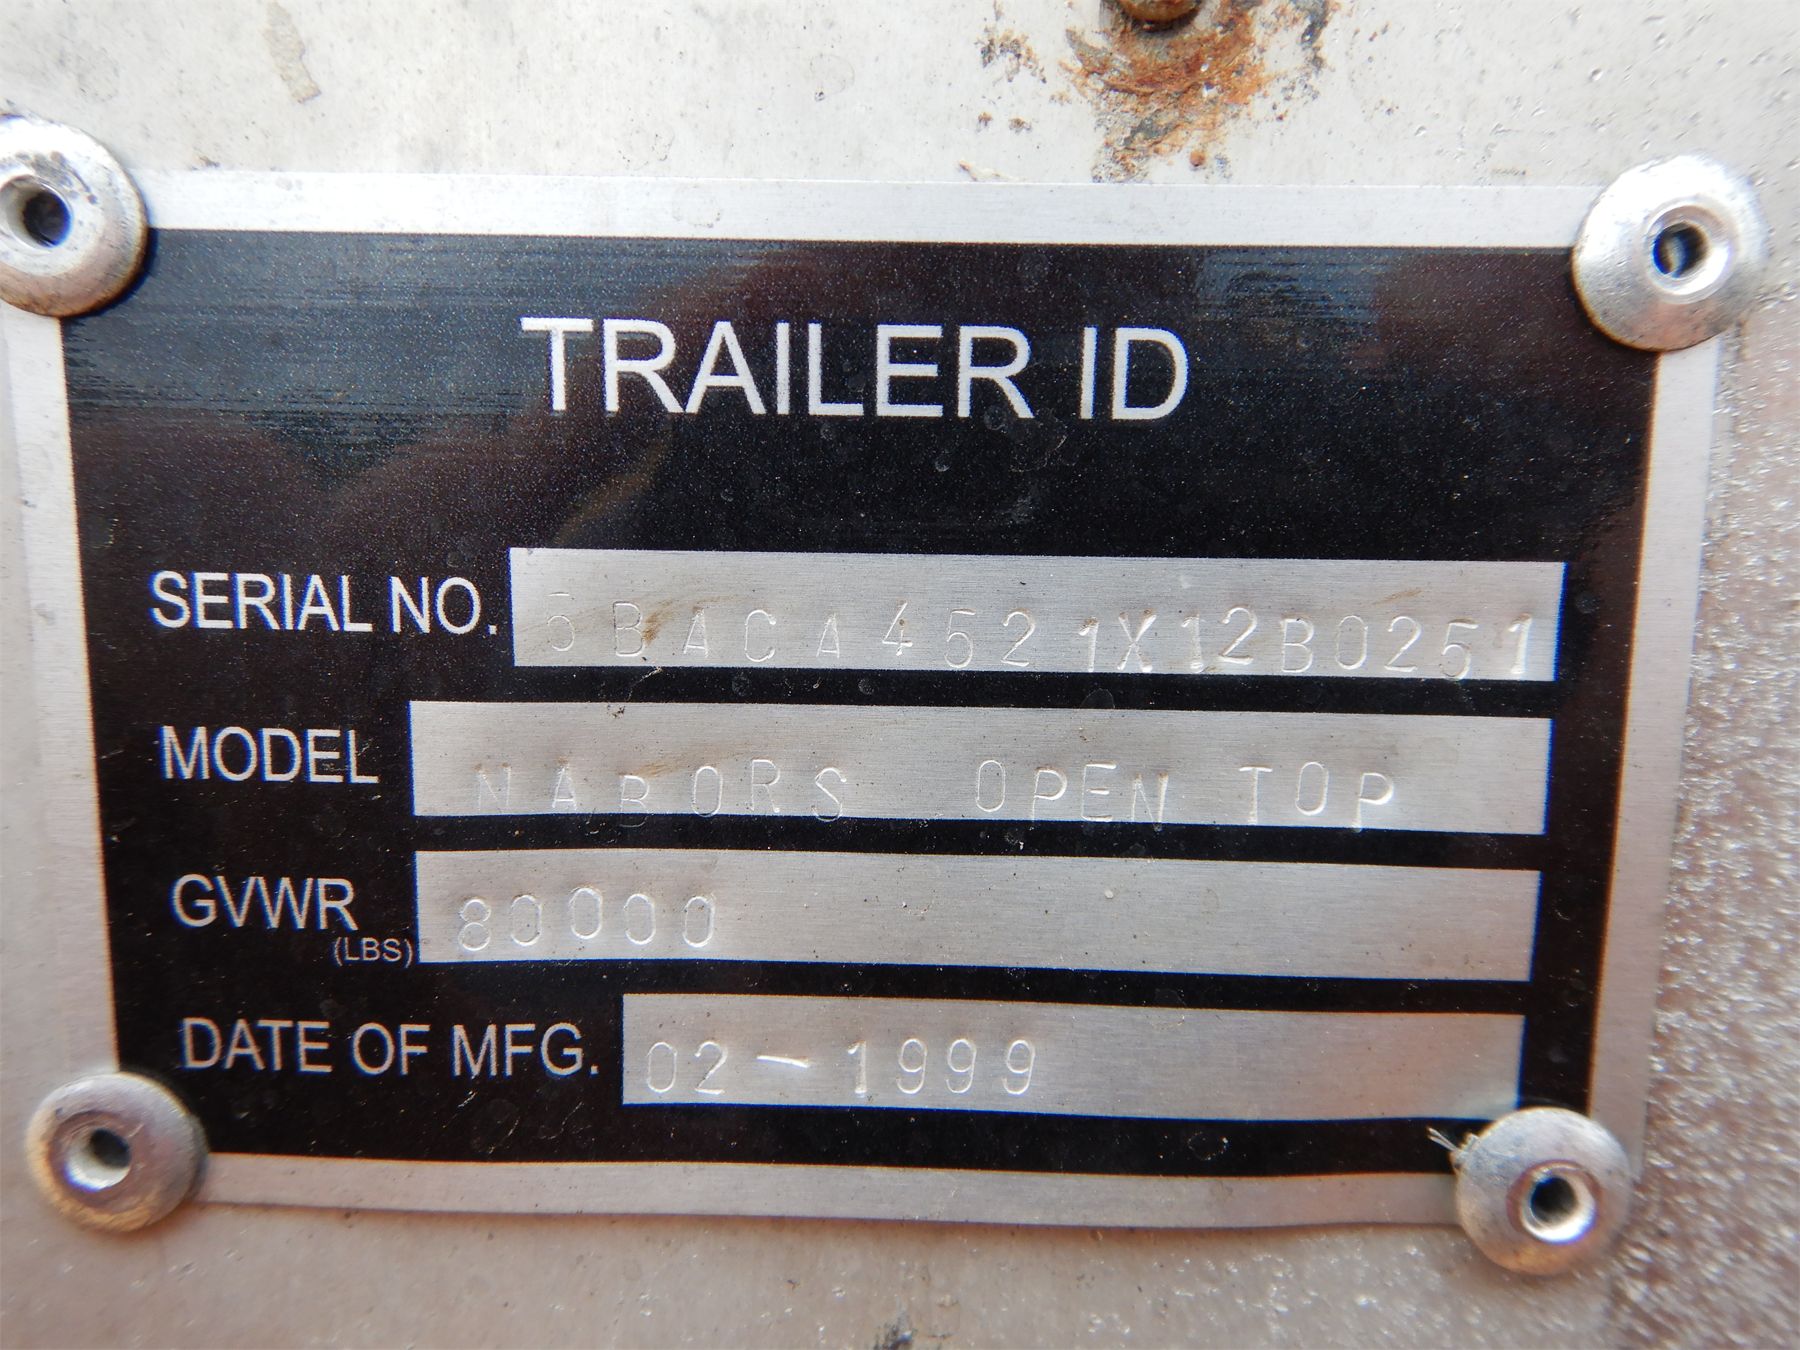 TRAILER ID
SERIAL NO. 5BACA4521X12B0251
MODEL NABORS OPEN TOP
GVWR (LBS) 80000
DATE OF MFG. 02-1999